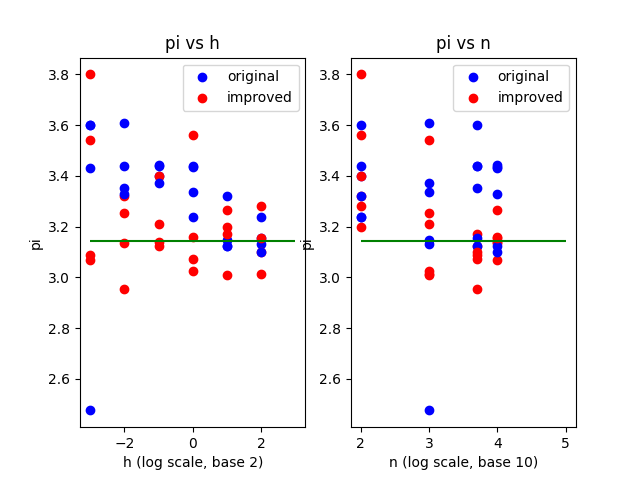 pi vs h
pi
3.8
3.6
3.4
3.2
3.0
2.8
2.6
−2
0
2
h (log scale, base 2)
original
improved
pi vs n
pi
3.8
3.6
3.4
3.2
3.0
2.8
2.6
2
3
4
5
n (log scale, base 10)
original
improved